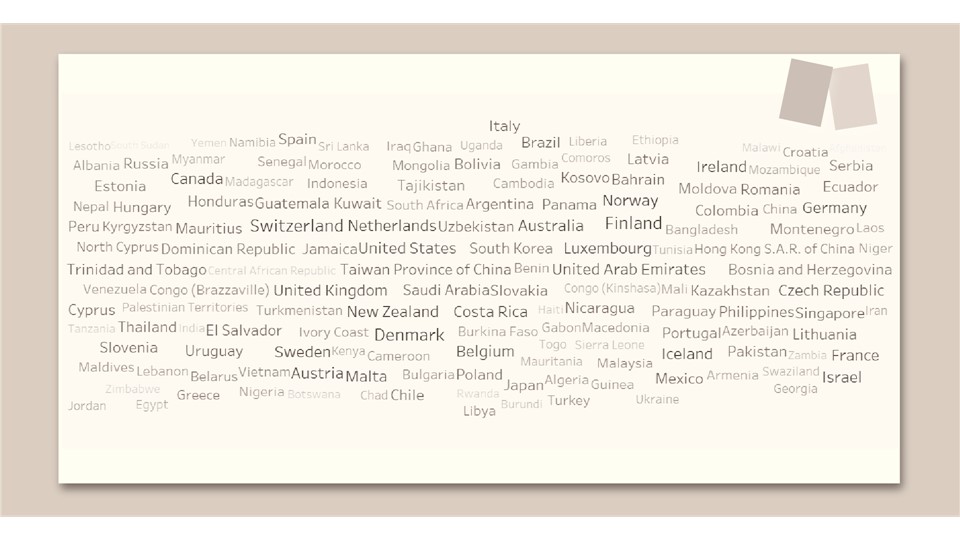 Italy
Lesotho South Sudan Yemen Namibia Spain Sri Lanka Iraq Ghana Uganda Brazil Liberia Ethiopia Malawi Croatia Afghanistan
Albania Russia Myanmar Senegal Morocco Mongolia Bolivia Gambia Comoros Latvia Ireland Mozambique Serbia
Estonia Canada Madagascar Indonesia Tajikistan Cambodia Kosovo Bahrain Moldova Romania Ecuador
Nepal Hungary Honduras Guatemala Kuwait South Africa Argentina Panama Norway Colombia China Germany
Peru Kyrgyzstan Mauritius Switzerland Netherlands Uzbekistan Australia Finland Bangladesh Montenegro Laos
North Cyprus Dominican Republic Jamaica United States South Korea Luxembourg Tunisia Hong Kong S.A.R. of China Niger
Trinidad and Tobago Central African Republic Taiwan Province of China Benin United Arab Emirates Bosnia and Herzegovina
Venezuela Congo (Brazzaville) United Kingdom Saudi Arabia Slovakia Congo (Kinshasa) Mali Kazakhstan Czech Republic
Cyprus Palestinian Territories Turkmenistan New Zealand Costa Rica Haiti Nicaragua Paraguay Philippines Singapore Iran
Tanzania Thailand India El Salvador Ivory Coast Denmark Burkina Faso Gabon Macedonia Portugal Azerbaijan Lithuania
Slovenia Uruguay Sweden Kenya Cameroon Belgium Togo Sierra Leone Iceland Pakistan Zambia France
Maldives Lebanon Belarus Vietnam Austria Malta Bulgaria Poland Mauritania Malaysia Mexico Armenia Swaziland Israel
Zimbabwe Greece Nigeria Botswana Chad Chile Rwanda Japan Algeria Guinea Georgia
Jordan Egypt Libya Burundi Turkey Ukraine